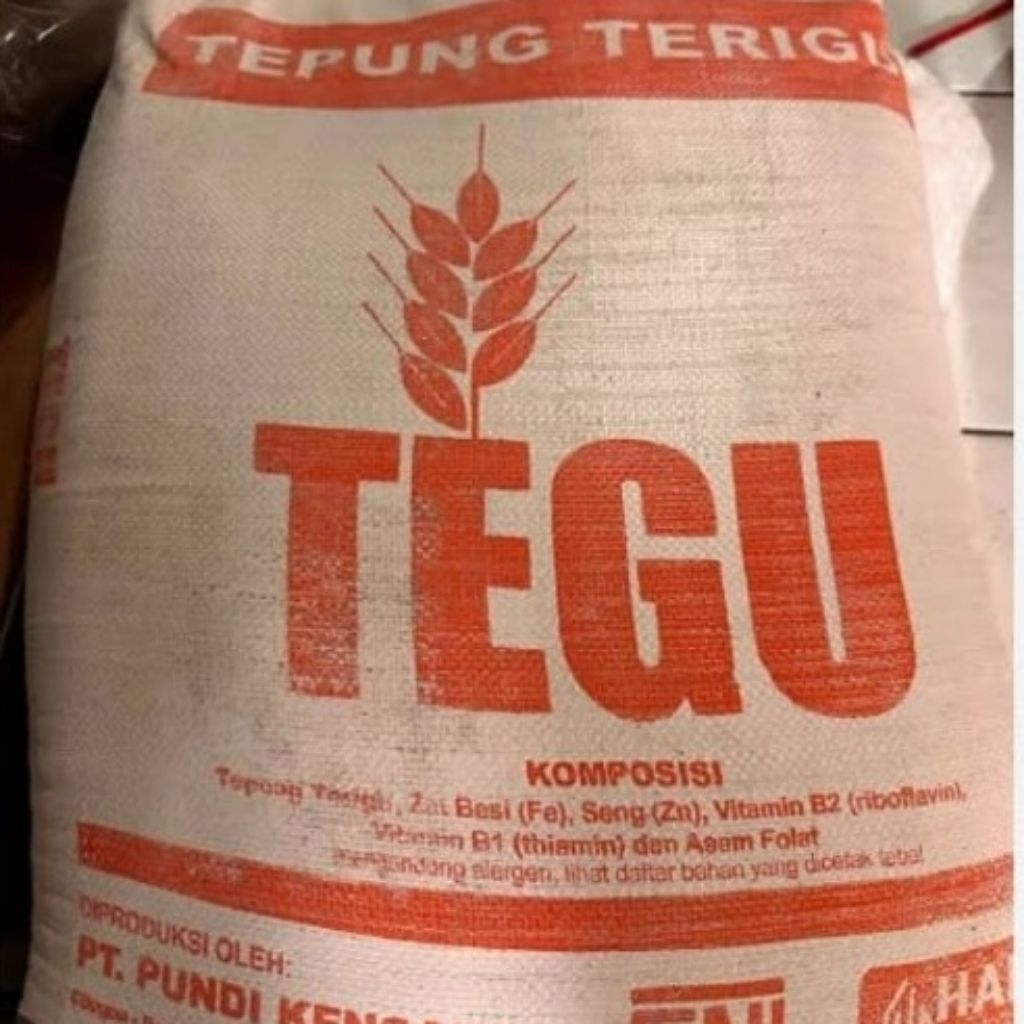 TEPUNG TERIGU
TEGU
KOMPOSISI
Tepung Terigu, Zat Besi (Fe), Seng (Zn), Vitamin B2 (riboflavin),
Vitamin B1 (thiamin) dan Asam Folat
mengandung alergen, lihat daftar bahan yang dicetak tebal
DIPRODUKSI OLEH:
PT. PUNDI